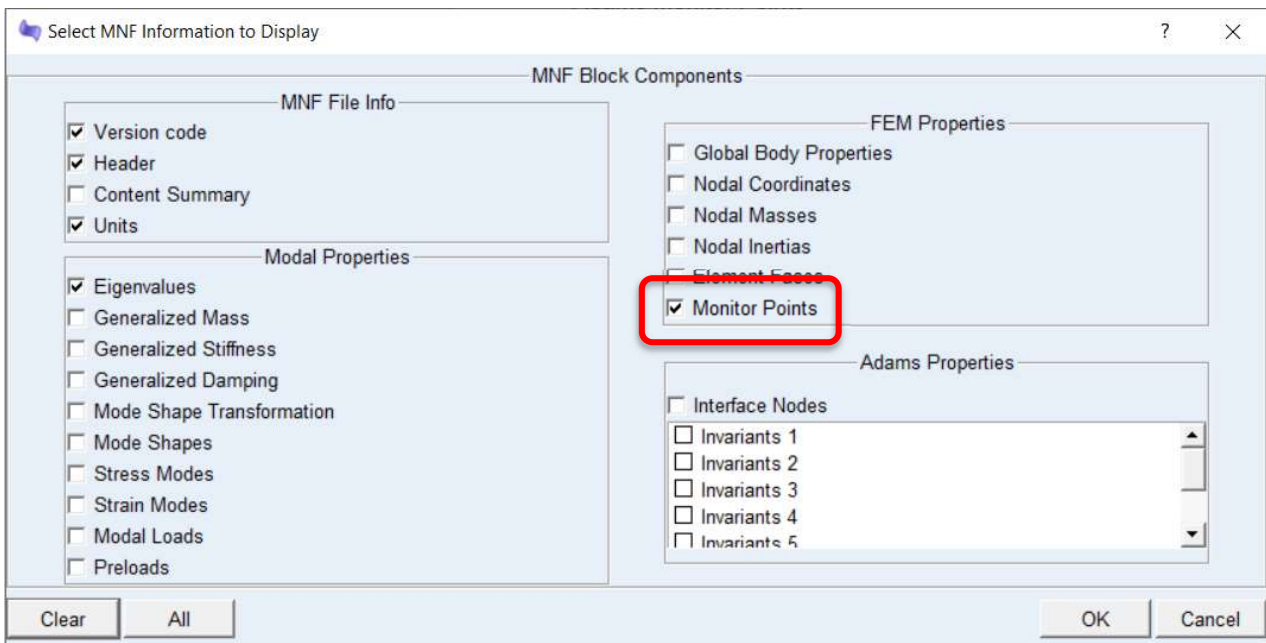 Select MNF Information to Display
?
MNF Block Components
MNF File Info
Version code
Header
Content Summary
Units
Modal Properties
Eigenvalues
Generalized Mass
Generalized Stiffness
Generalized Damping
Mode Shape Transformation
Mode Shapes
Stress Modes
Strain Modes
Modal Loads
Preloads
FEM Properties
Global Body Properties
Nodal Coordinates
Nodal Masses
Nodal Inertias
Element Faces
Monitor Points
Adams Properties
Interface Nodes
Invariants 1
Invariants 2
Invariants 3
Invariants 4
Invariants 5
Clear All OK Cancel